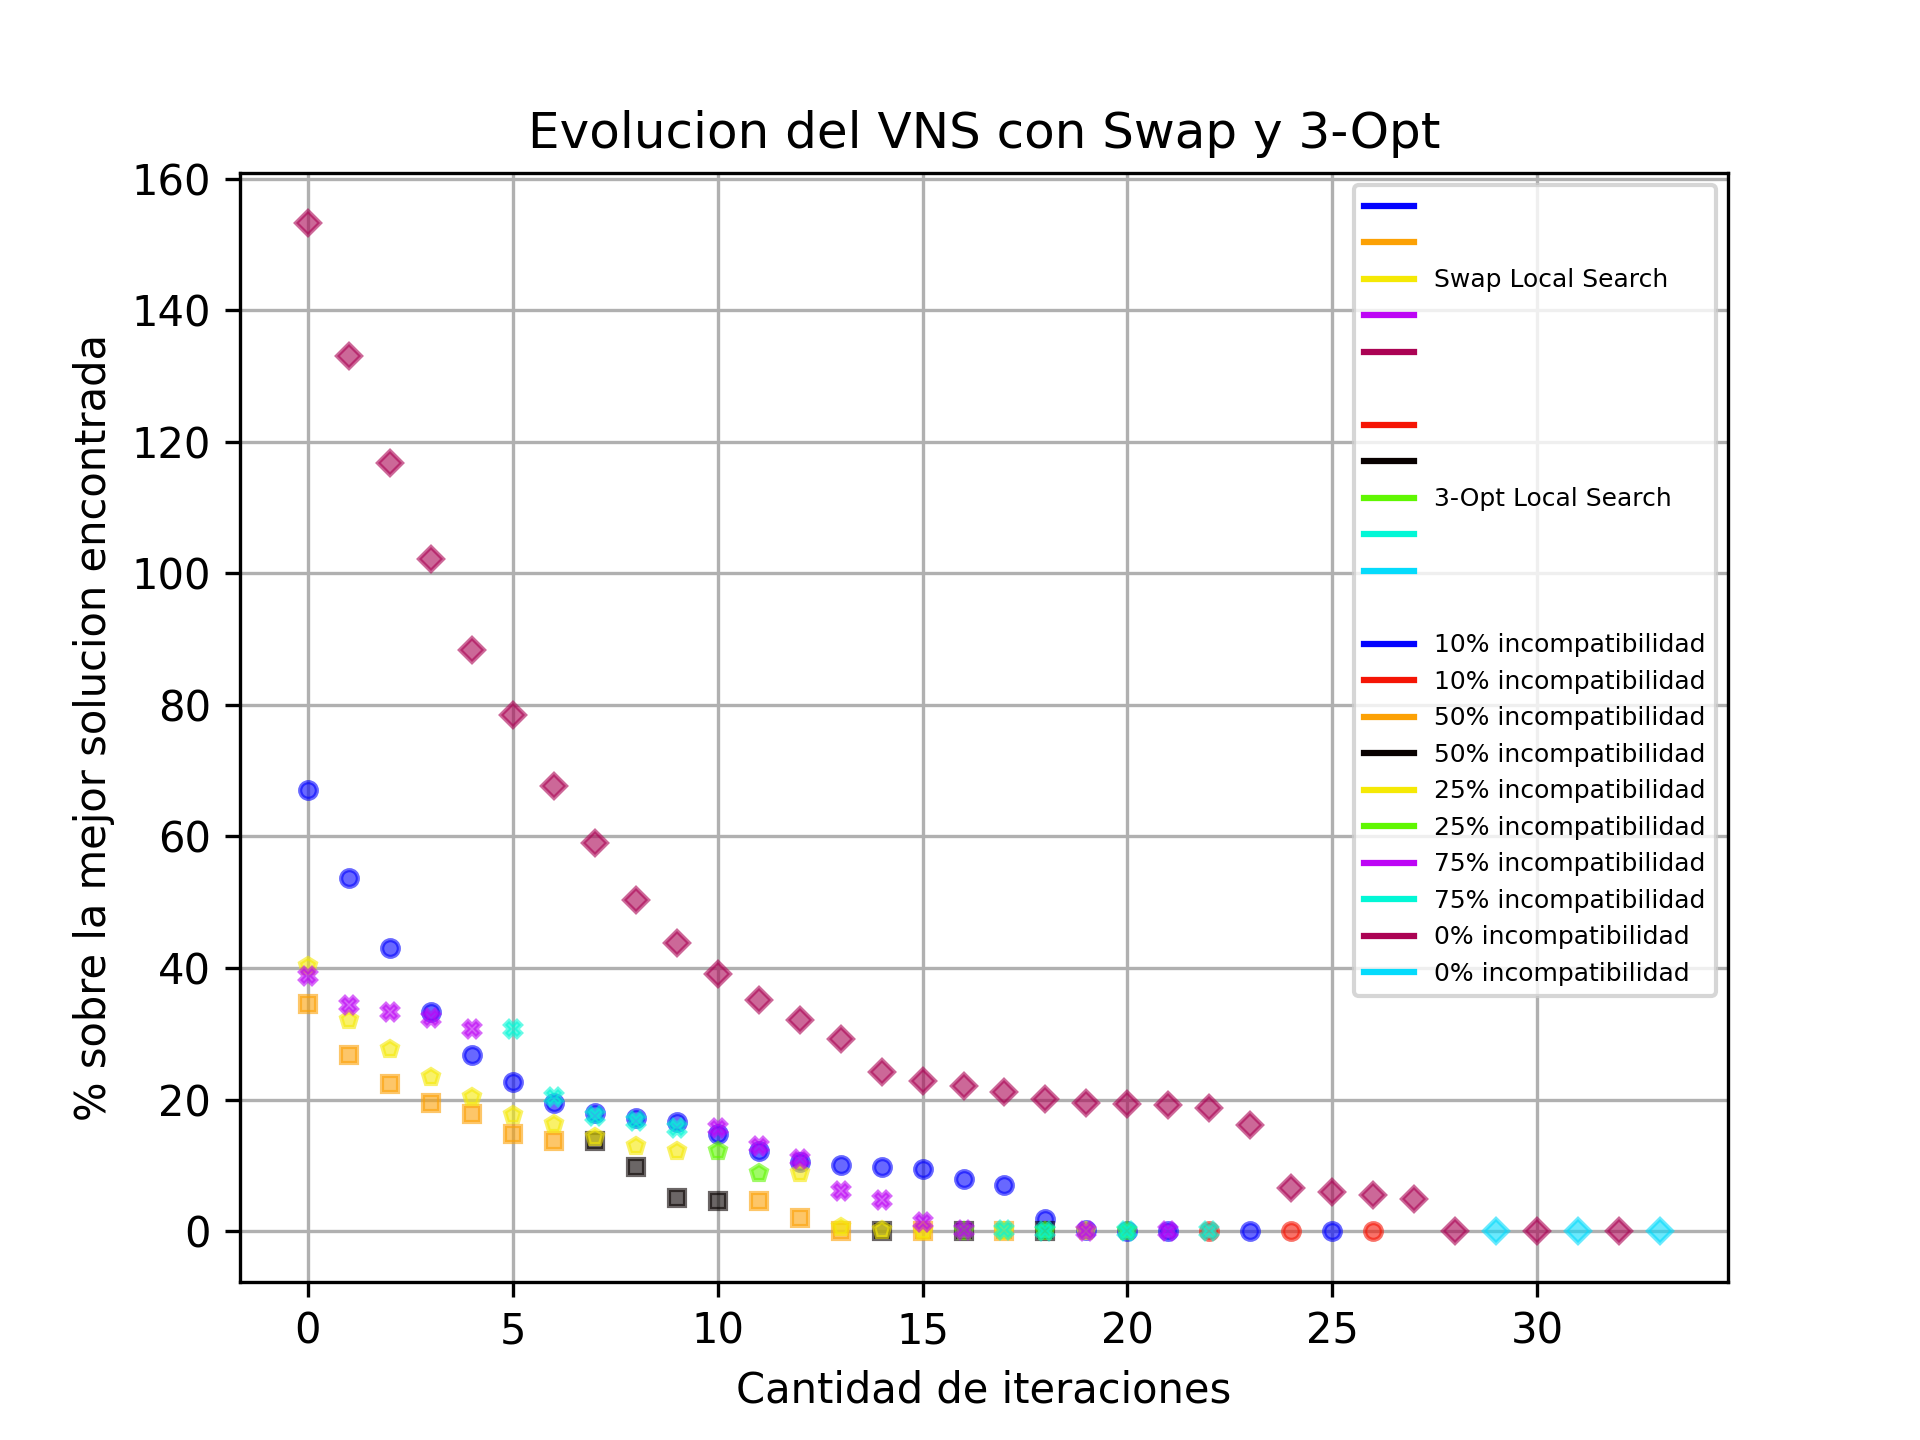 Evolucion del VNS con Swap y 3-Opt
% sobre la mejor solucion encontrada
160
140
120
100
80
60
40
20
0
Swap Local Search
3-Opt Local Search
10% incompatibilidad
10% incompatibilidad
50% incompatibilidad
50% incompatibilidad
25% incompatibilidad
25% incompatibilidad
75% incompatibilidad
75% incompatibilidad
0% incompatibilidad
0% incompatibilidad
0 5 10 15 20 25 30
Cantidad de iteraciones